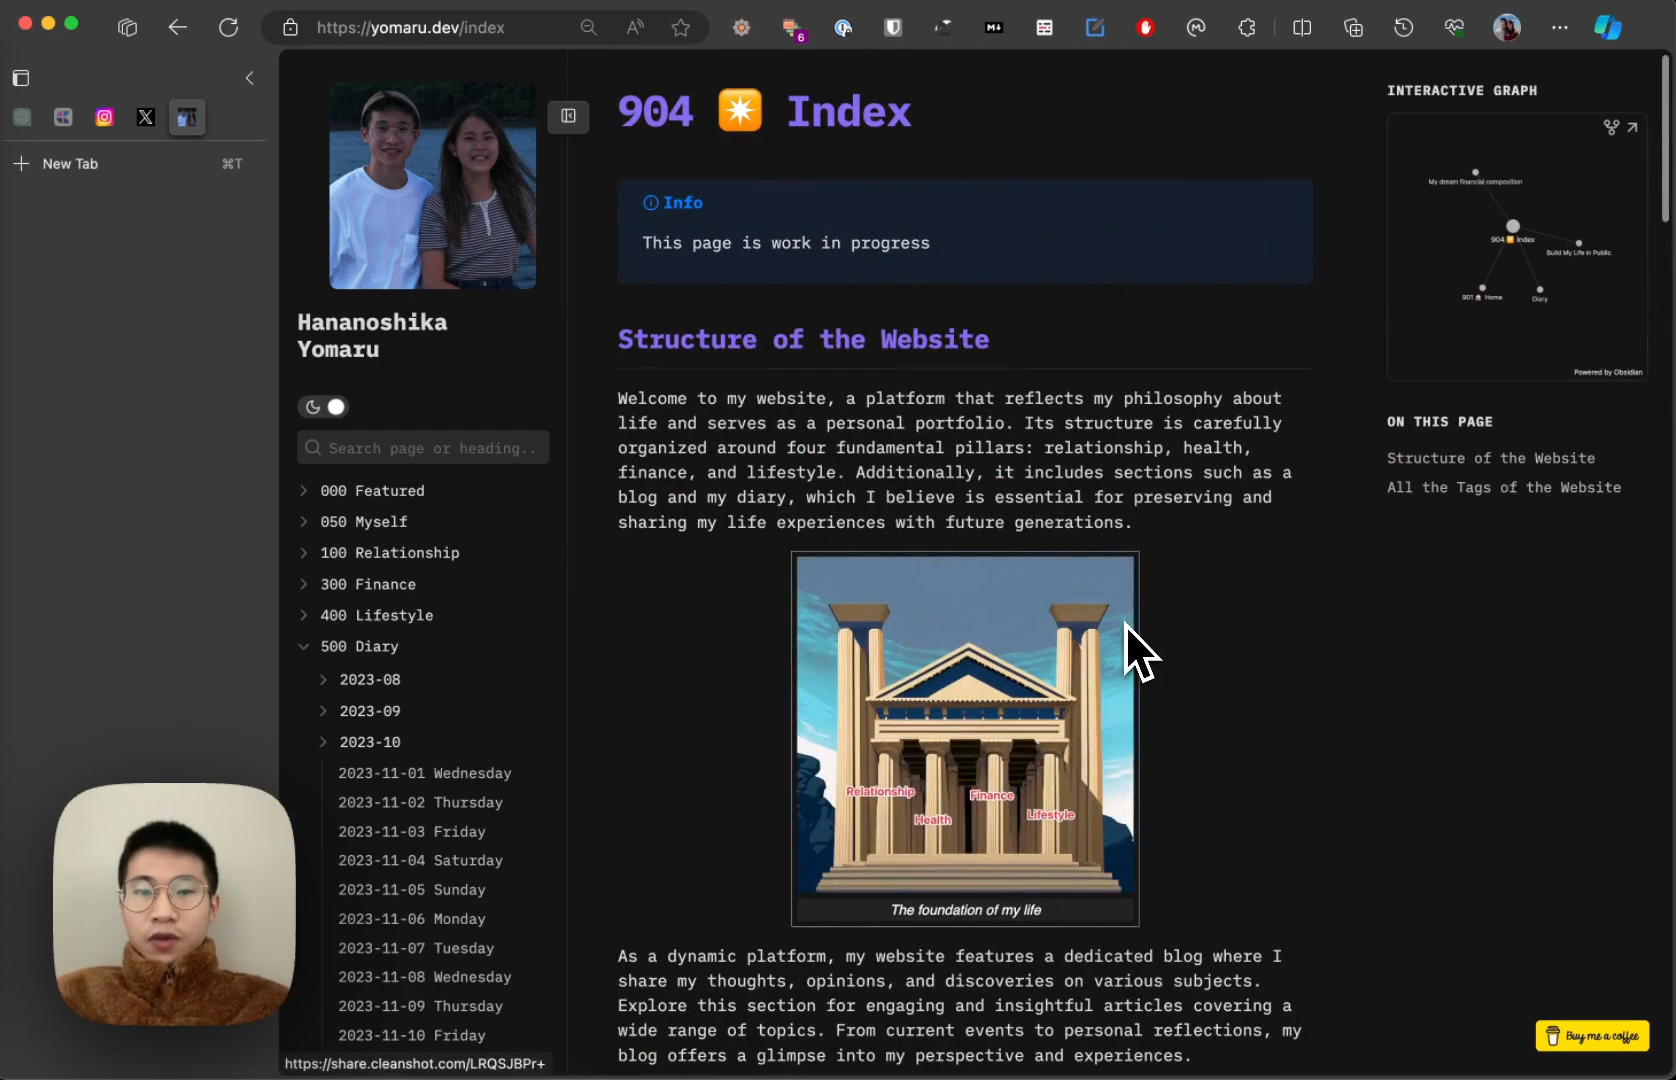 https://yomaru.dev/index
6
M↓
New Tab
⌘T
Hananoshika
Yomaru
Search page or heading..
000 Featured
050 Myself
100 Relationship
300 Finance
400 Lifestyle
500 Diary
2023-08
2023-09
2023-10
2023-11-01 Wednesday
2023-11-02 Thursday
2023-11-03 Friday
2023-11-04 Saturday
2023-11-05 Sunday
2023-11-06 Monday
2023-11-07 Tuesday
2023-11-08 Wednesday
2023-11-09 Thursday
2023-11-10 Friday
https://share.cleanshot.com/LRQSJBPr+
904 ✴️ Index
Info
This page is work in progress
Structure of the Website
Welcome to my website, a platform that reflects my philosophy about
life and serves as a personal portfolio. Its structure is carefully
organized around four fundamental pillars: relationship, health,
finance, and lifestyle. Additionally, it includes sections such as a
blog and my diary, which I believe is essential for preserving and
sharing my life experiences with future generations.
Relationship
Finance
Health
Lifestyle
The foundation of my life
As a dynamic platform, my website features a dedicated blog where I
share my thoughts, opinions, and discoveries on various subjects.
Explore this section for engaging and insightful articles covering a
wide range of topics. From current events to personal reflections, my
blog offers a glimpse into my perspective and experiences.
INTERACTIVE GRAPH
My dream financial composition
904 ✴️ Index
Build My Life in Public
901 🏠 Home
Diary
Powered by Obsidian
ON THIS PAGE
Structure of the Website
All the Tags of the Website
Buy me a coffee